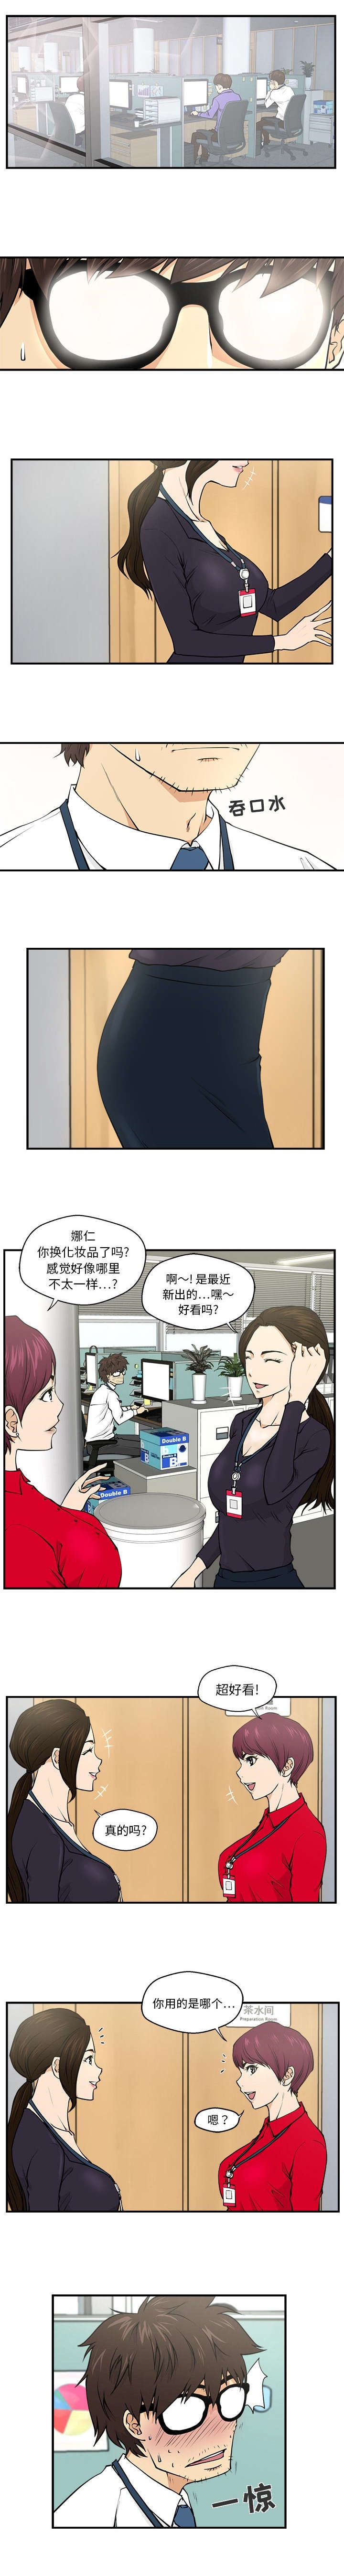 吞口水
娜仁
你换化妆品了吗?
感觉好像哪里
不太一样...?
啊～! 是最近
新出的...嘿～
好看吗?
Double B
Double B
超好看!
Room
真的吗?
你用的是哪个...
茶水间
Preparation Room
嗯？
一惊